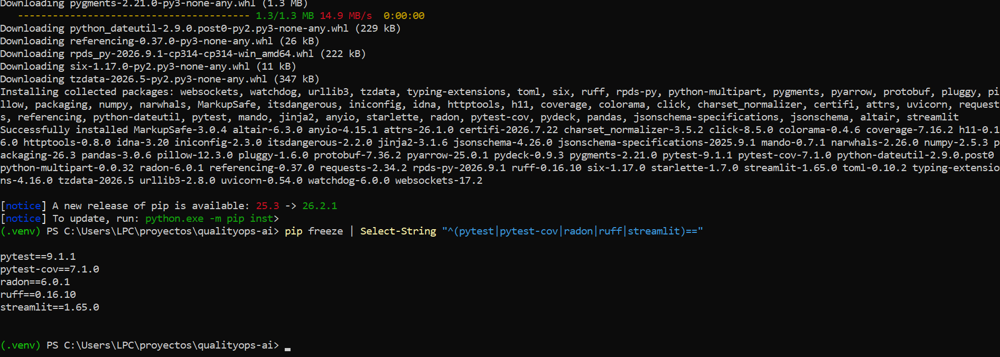 Downloading pygments-2.21.0-py3-none-any.whl (1.3 MB)
---------------------------------------- 1.3/1.3 MB 14.9 MB/s  0:00:00
Downloading python_dateutil-2.9.0.post0-py2.py3-none-any.whl (229 kB)
Downloading referencing-0.37.0-py3-none-any.whl (26 kB)
Downloading rpds_py-2026.9.1-cp314-cp314-win_amd64.whl (222 kB)
Downloading six-1.17.0-py2.py3-none-any.whl (11 kB)
Downloading tzdata-2026.5-py2.py3-none-any.whl (347 kB)
Installing collected packages: websockets, watchdog, urllib3, tzdata, typing-extensions, toml, six, ruff, rpds-py, python-multipart, pygments, pyarrow, protobuf, pluggy, pi
llow, packaging, numpy, narwhals, MarkupSafe, itsdangerous, iniconfig, idna, httptools, h11, coverage, colorama, click, charset_normalizer, certifi, attrs, uvicorn, request
s, referencing, python-dateutil, pytest, mando, jinja2, anyio, starlette, radon, pytest-cov, pydeck, pandas, jsonschema-specifications, jsonschema, altair, streamlit
Successfully installed MarkupSafe-3.0.4 altair-6.3.0 anyio-4.15.1 attrs-26.1.0 certifi-2026.7.22 charset_normalizer-3.5.2 click-8.5.0 colorama-0.4.6 coverage-7.16.2 h11-0.1
6.0 httptools-0.8.0 idna-3.20 iniconfig-2.3.0 itsdangerous-2.2.0 jinja2-3.1.6 jsonschema-4.26.0 jsonschema-specifications-2025.9.1 mando-0.7.1 narwhals-2.26.0 numpy-2.5.3 p
ackaging-26.3 pandas-3.0.6 pillow-12.3.0 pluggy-1.6.0 protobuf-7.36.2 pyarrow-25.0.1 pydeck-0.9.3 pygments-2.21.0 pytest-9.1.1 pytest-cov-7.1.0 python-dateutil-2.9.0.post0
python-multipart-0.0.32 radon-6.0.1 referencing-0.37.0 requests-2.34.2 rpds-py-2026.9.1 ruff-0.16.10 six-1.17.0 starlette-1.7.0 streamlit-1.65.0 toml-0.10.2 typing-extensio
ns-4.16.0 tzdata-2026.5 urllib3-2.8.0 uvicorn-0.54.0 watchdog-6.0.0 websockets-17.2
[notice] A new release of pip is available: 25.3 -> 26.2.1
[notice] To update, run: python.exe -m pip inst>
(.venv) PS C:\Users\LPC\proyectos\qualityops-ai> pip freeze | Select-String "^(pytest|pytest-cov|radon|ruff|streamlit)=="
pytest==9.1.1
pytest-cov==7.1.0
radon==6.0.1
ruff==0.16.10
streamlit==1.65.0
(.venv) PS C:\Users\LPC\proyectos\qualityops-ai>